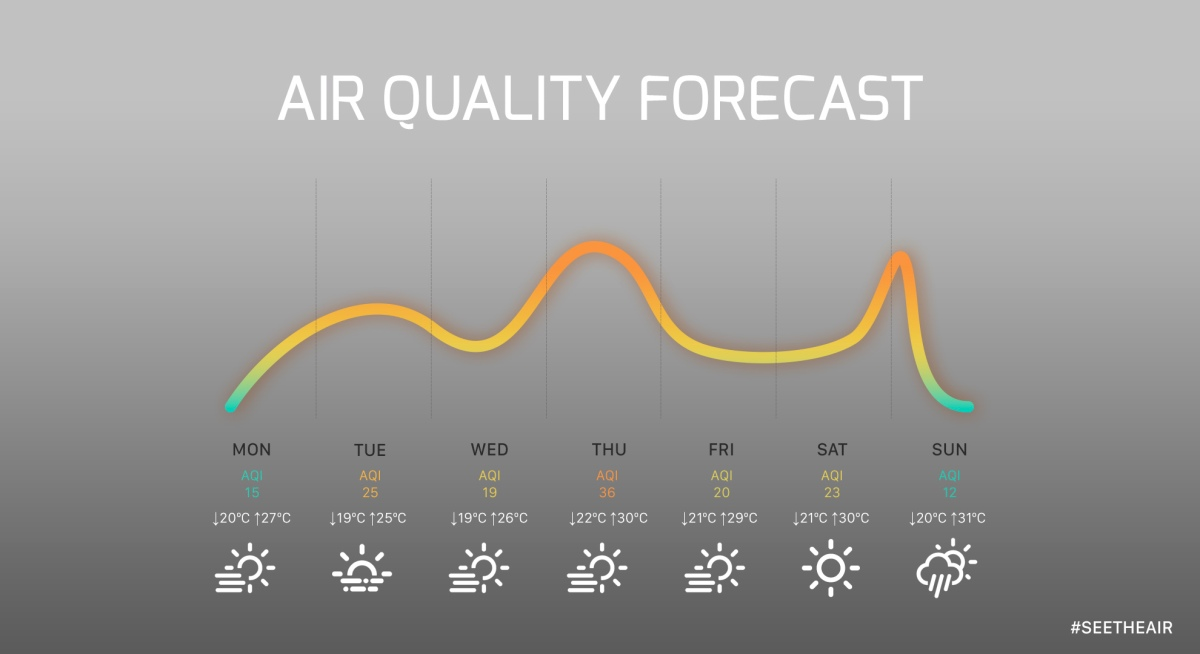 AIR QUALITY FORECAST
MON TUE WED THU FRI SAT SUN
AQI AQI AQI AQI AQI AQI AQI
15 25 19 36 20 23 12
↓20°C ↑27°C ↓19°C ↑25°C ↓19°C ↑26°C ↓22°C ↑30°C ↓21°C ↑29°C ↓21°C ↑30°C ↓20°C ↑31°C
#SEETHEAIR